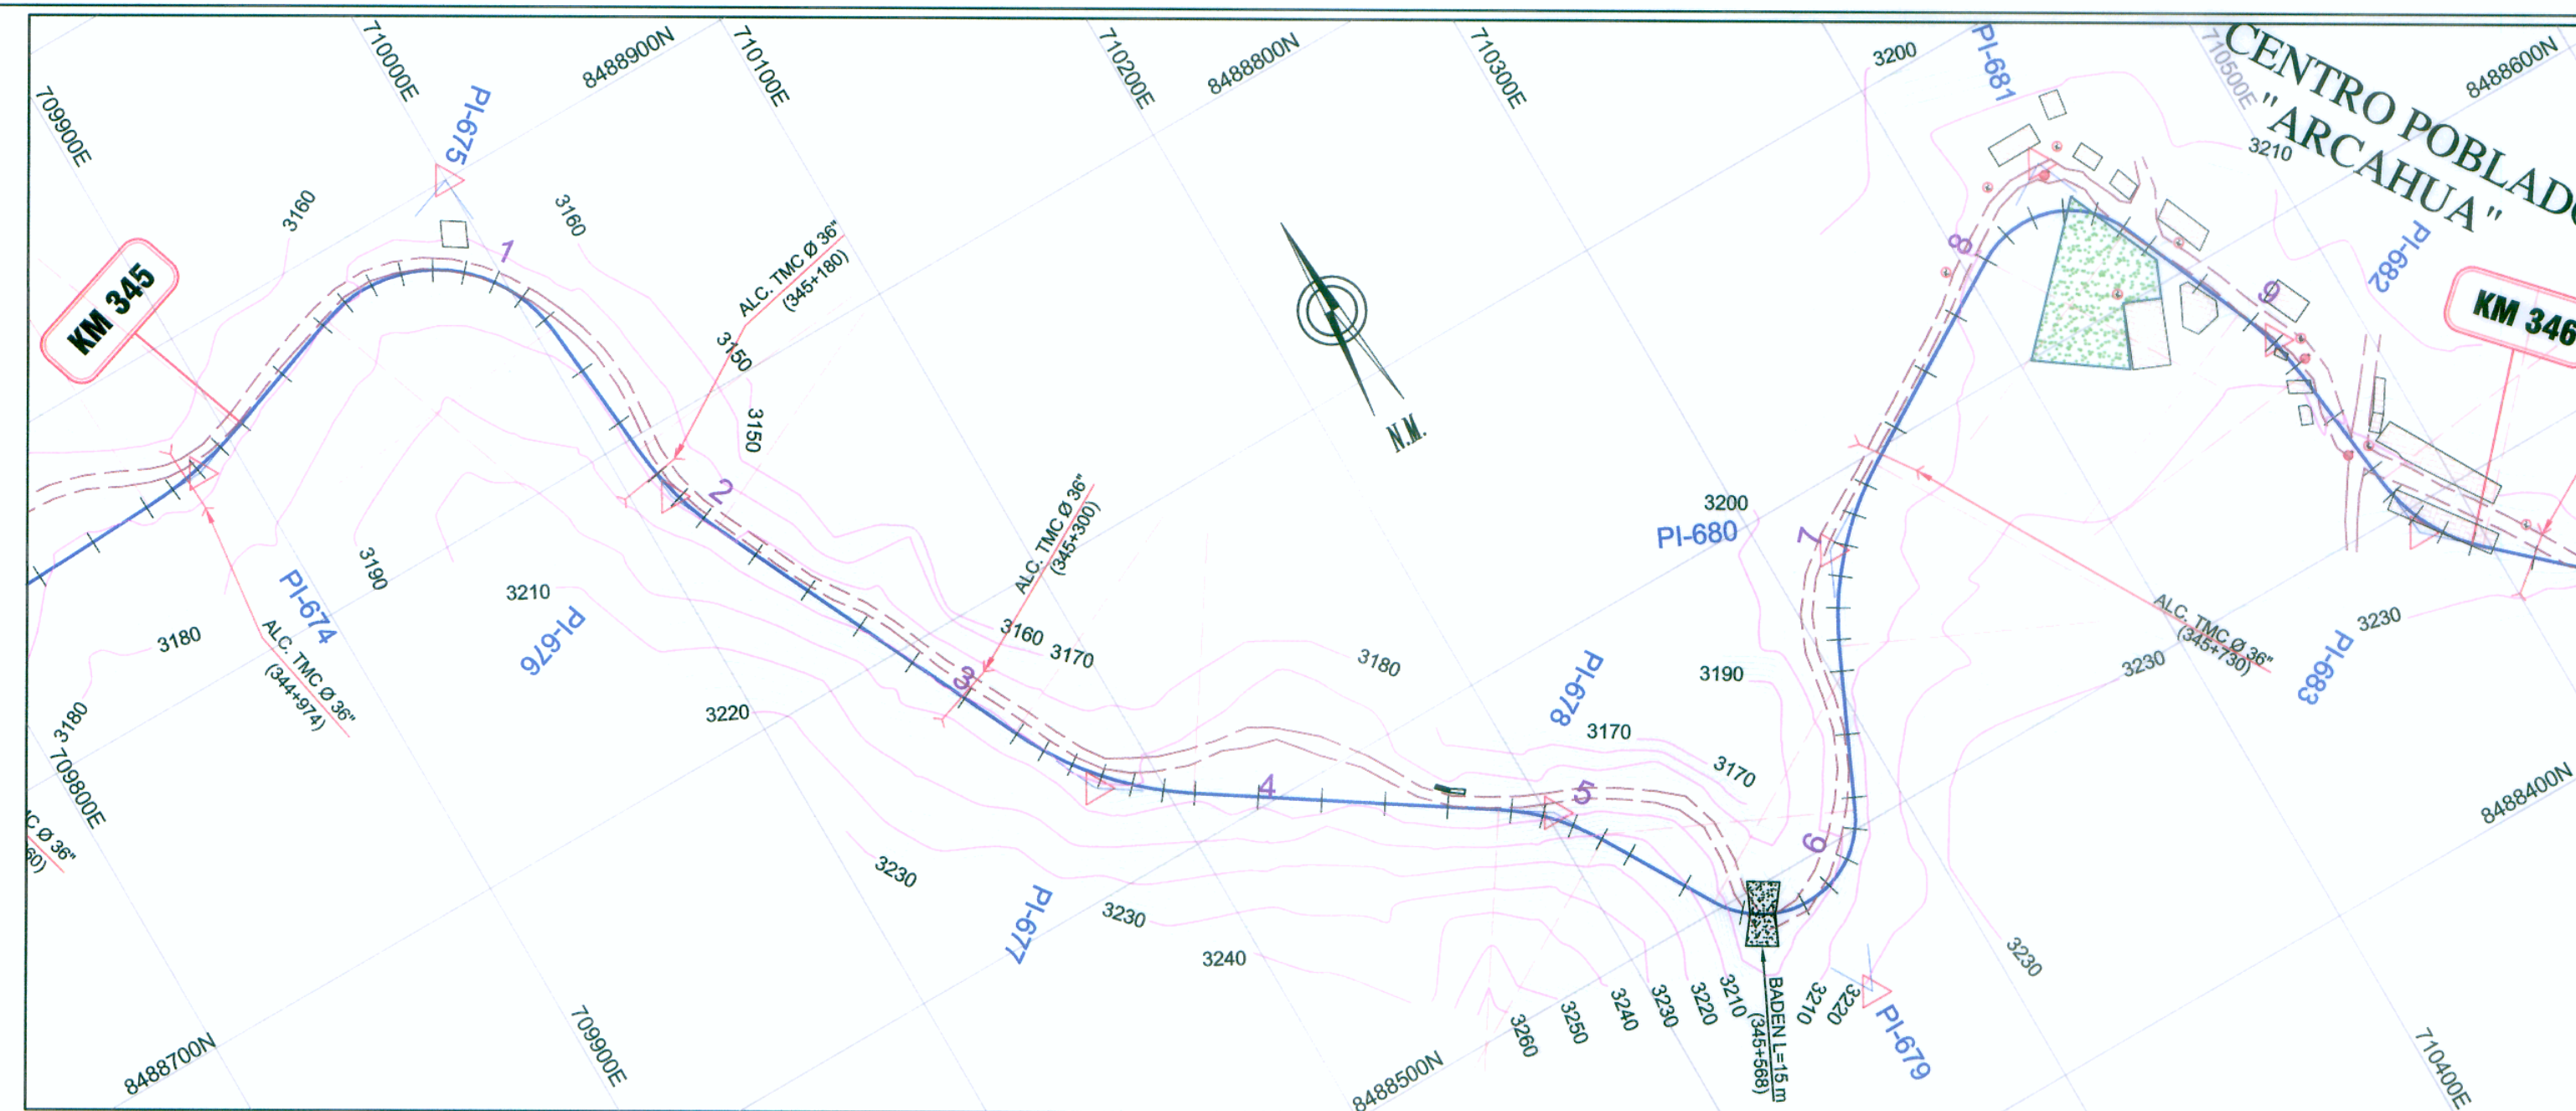 709900E
710000E
8488900N
710100E
710200E
8488800N
710300E
3200
PI-681
710500E
CENTRO POBLADO
"ARCAHUA"
8488600N
3210
PI-675
3160
3160
1
KM 345
ALC. TMC Ø 36"
(345+180)
3150
3150
N.M.
8
9
PI-682
KM 346
2
3200
PI-680
7
3190
PI-674
3210
PI-676
3180
ALC. TMC Ø 36"
(344+974)
3180
709800E
ALC. TMC Ø 36"
(345+300)
3160
3170
3
3180
3220
PI-678
3190
3170
3170
ALC. TMC Ø 36"
(345+730)
3230
3230
PI-683
4
5
6
8488400N
C Ø 36"
60)
3230
PI-677
3230
3240
3230
3260
3250
3240
3230
3220
3210
BADEN L=15 m
(345+568)
3210
3220
PI-679
8488700N
709900E
8488500N
710400E